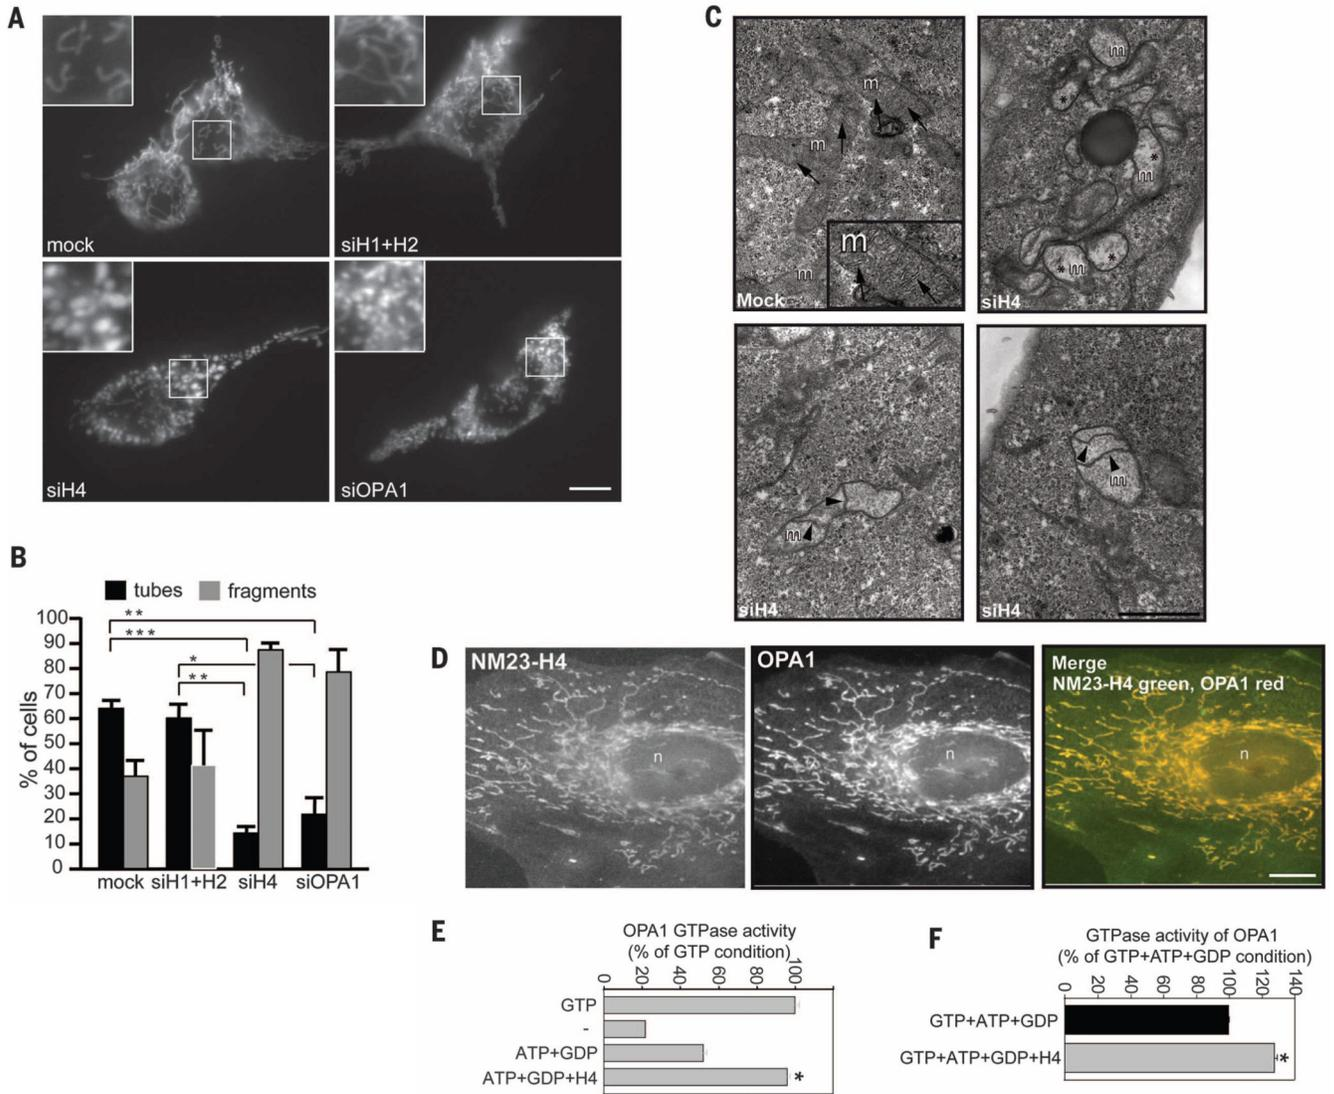 A
mock
siH1+H2
siH4
siOPA1
B
tubes
fragments
**
***
*
**
100
90
80
70
60
50
40
30
20
10
0
% of cells
mock siH1+H2 siH4 siOPA1
C
m
m
m
m
Mock
m
*
*
m
*
m
*
siH4
m
siH4
m
siH4
D
NM23-H4
n
OPA1
n
Merge
NM23-H4 green, OPA1 red
n
E
OPA1 GTPase activity
(% of GTP condition)
0 20 40 60 80 100
GTP
-
ATP+GDP
ATP+GDP+H4
*
F
GTPase activity of OPA1
(% of GTP+ATP+GDP condition)
0 20 40 60 80 100 120 140
GTP+ATP+GDP
GTP+ATP+GDP+H4
*